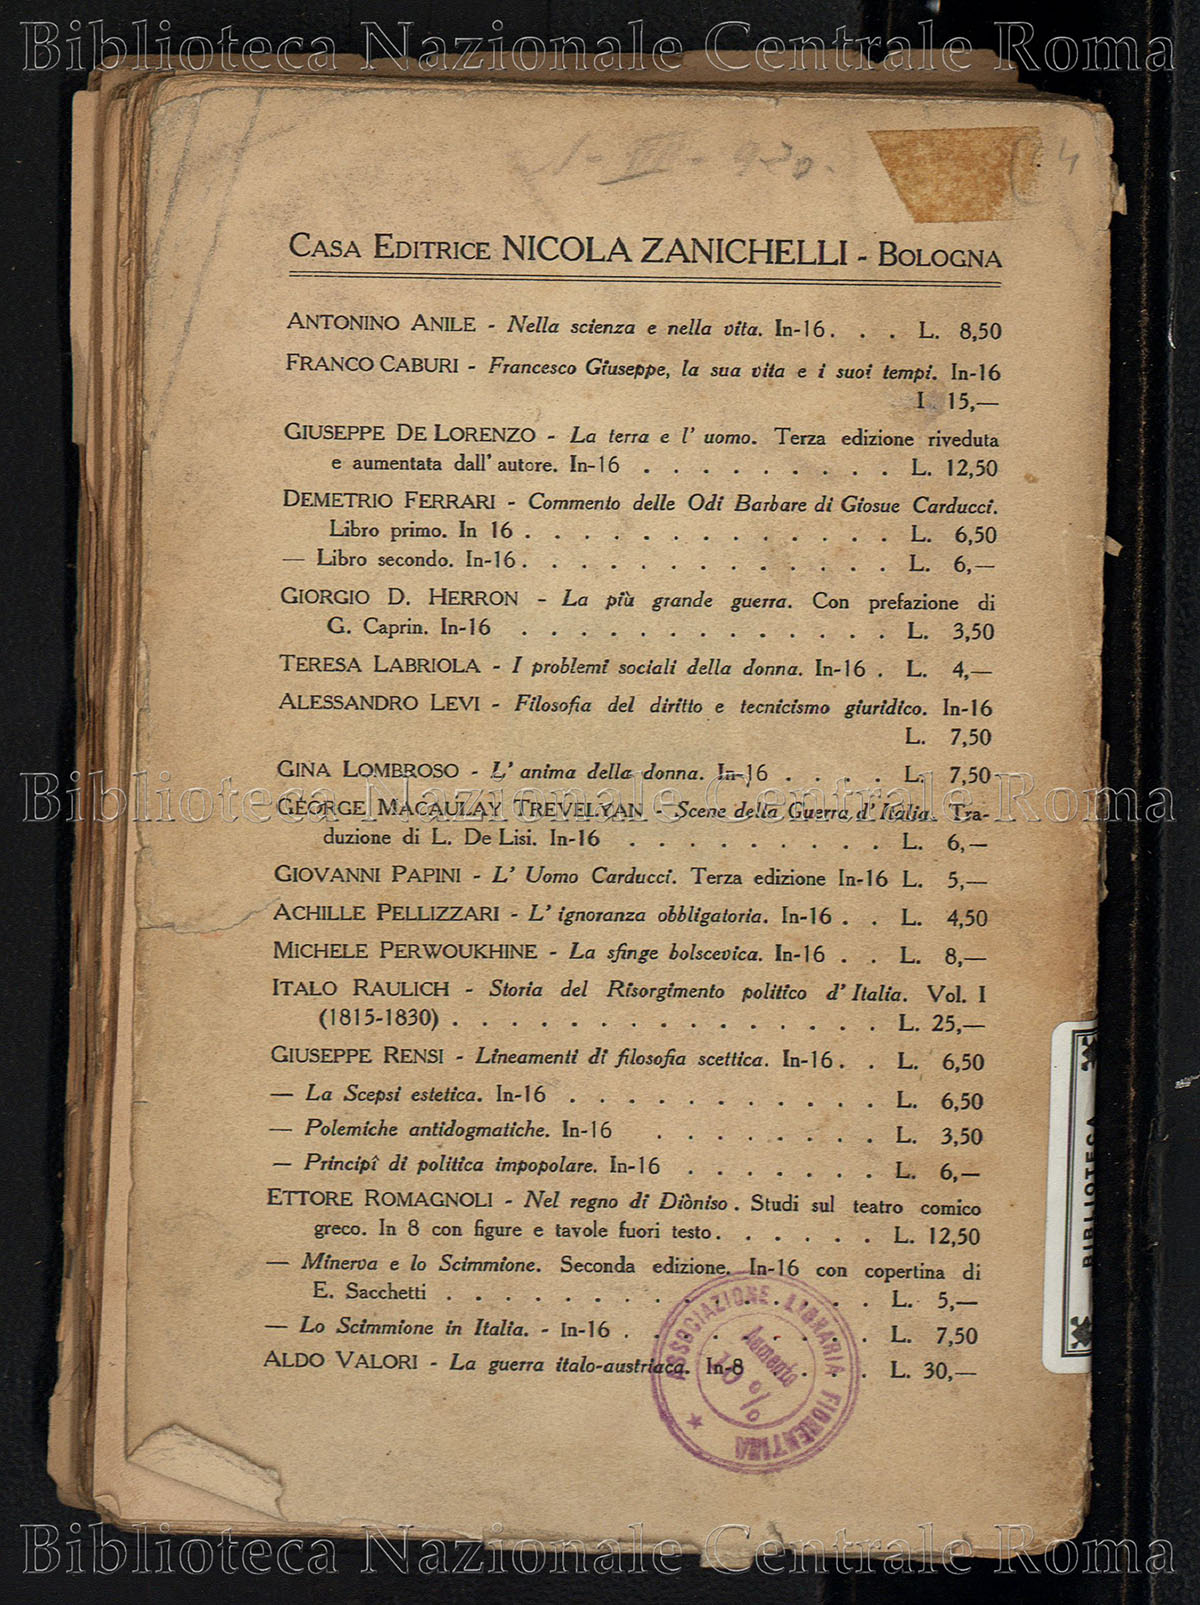 Biblioteca Nazionale Centrale Roma
CASA EDITRICE NICOLA ZANICHELLI - BOLOGNA
ANTONINO ANILE - Nella scienza e nella vita. In-16. . . L. 8,50
FRANCO CABURI - Francesco Giuseppe, la sua vita e i suoi tempi. In-16
15,—
GIUSEPPE DE LORENZO - La terra e l' uomo. Terza edizione riveduta
e aumentata dall' autore. In-16 . . . . . . . . . L. 12,50
DEMETRIO FERRARI - Commento delle Odi Barbare di Giosue Carducci.
Libro primo. In 16 . . . . . . . . . . . . . L. 6,50
— Libro secondo. In-16. . . . . . . . . . . . . L. 6,—
GIORGIO D. HERRON - La più grande guerra. Con prefazione di
G. Caprin. In-16 . . . . . . . . . . . . . L. 3,50
TERESA LABRIOLA - I problemi sociali della donna. In-16 . L. 4,—
ALESSANDRO LEVI - Filosofia del diritto e tecnicismo giuridico. In-16
L. 7,50
GINA LOMBROSO - L' anima della donna. In-16 . . . . L. 7,50
Biblioteca Nazionale Centrale Roma
GEORGE MACAULAY TREVELYAN - Scene della Guerra d' Italia. Tra-
duzione di L. De Lisi. In-16 . . . . . . . . . L. 6,—
GIOVANNI PAPINI - L' Uomo Carducci. Terza edizione In-16 L. 5,—
ACHILLE PELLIZZARI - L' ignoranza obbligatoria. In-16 . . L. 4,50
MICHELE PERWOUKHINE - La sfinge bolscevica. In-16 . . L. 8,—
ITALO RAULICH - Storia del Risorgimento politico d' Italia. Vol. I
(1815-1830) . . . . . . . . . . . . . . . . L. 25,—
GIUSEPPE RENSI - Lineamenti di filosofia scettica. In-16. . L. 6,50
— La Scepsi estetica. In-16 . . . . . . . . . . . L. 6,50
— Polemiche antidogmatiche. In-16 . . . . . . . . L. 3,50
— Principî di politica impopolare. In-16 . . . . . . . L. 6,—
ETTORE ROMAGNOLI - Nel regno di Diòniso . Studi sul teatro comico
greco. In 8 con figure e tavole fuori testo. . . . . . L. 12,50
— Minerva e lo Scimmione. Seconda edizione. In-16 con copertina di
E. Sacchetti . . . . . . . . . . . . . . . L. 5,—
— Lo Scimmione in Italia. - In-16 . . . . . . . . . L. 7,50
ALDO VALORI - La guerra italo-austriaca. In-8 . . . L. 30,—
ASSOCIAZIONE LIBRARIA FIORENTINA
Aumento
%
BIBLIOTECA
Biblioteca Nazionale Centrale Roma